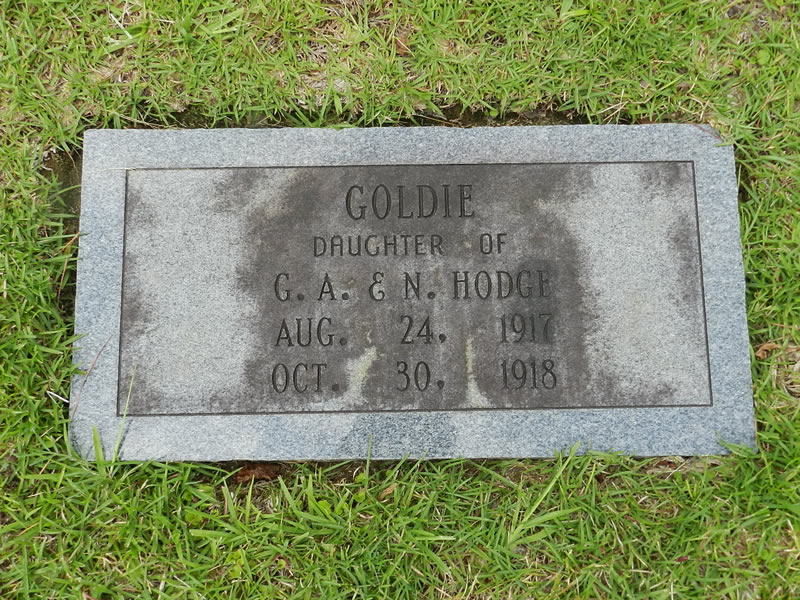 GOLDIE
DAUGHTER OF
G. A. & N. HODGE
AUG. 24, 1917
OCT. 30, 1918